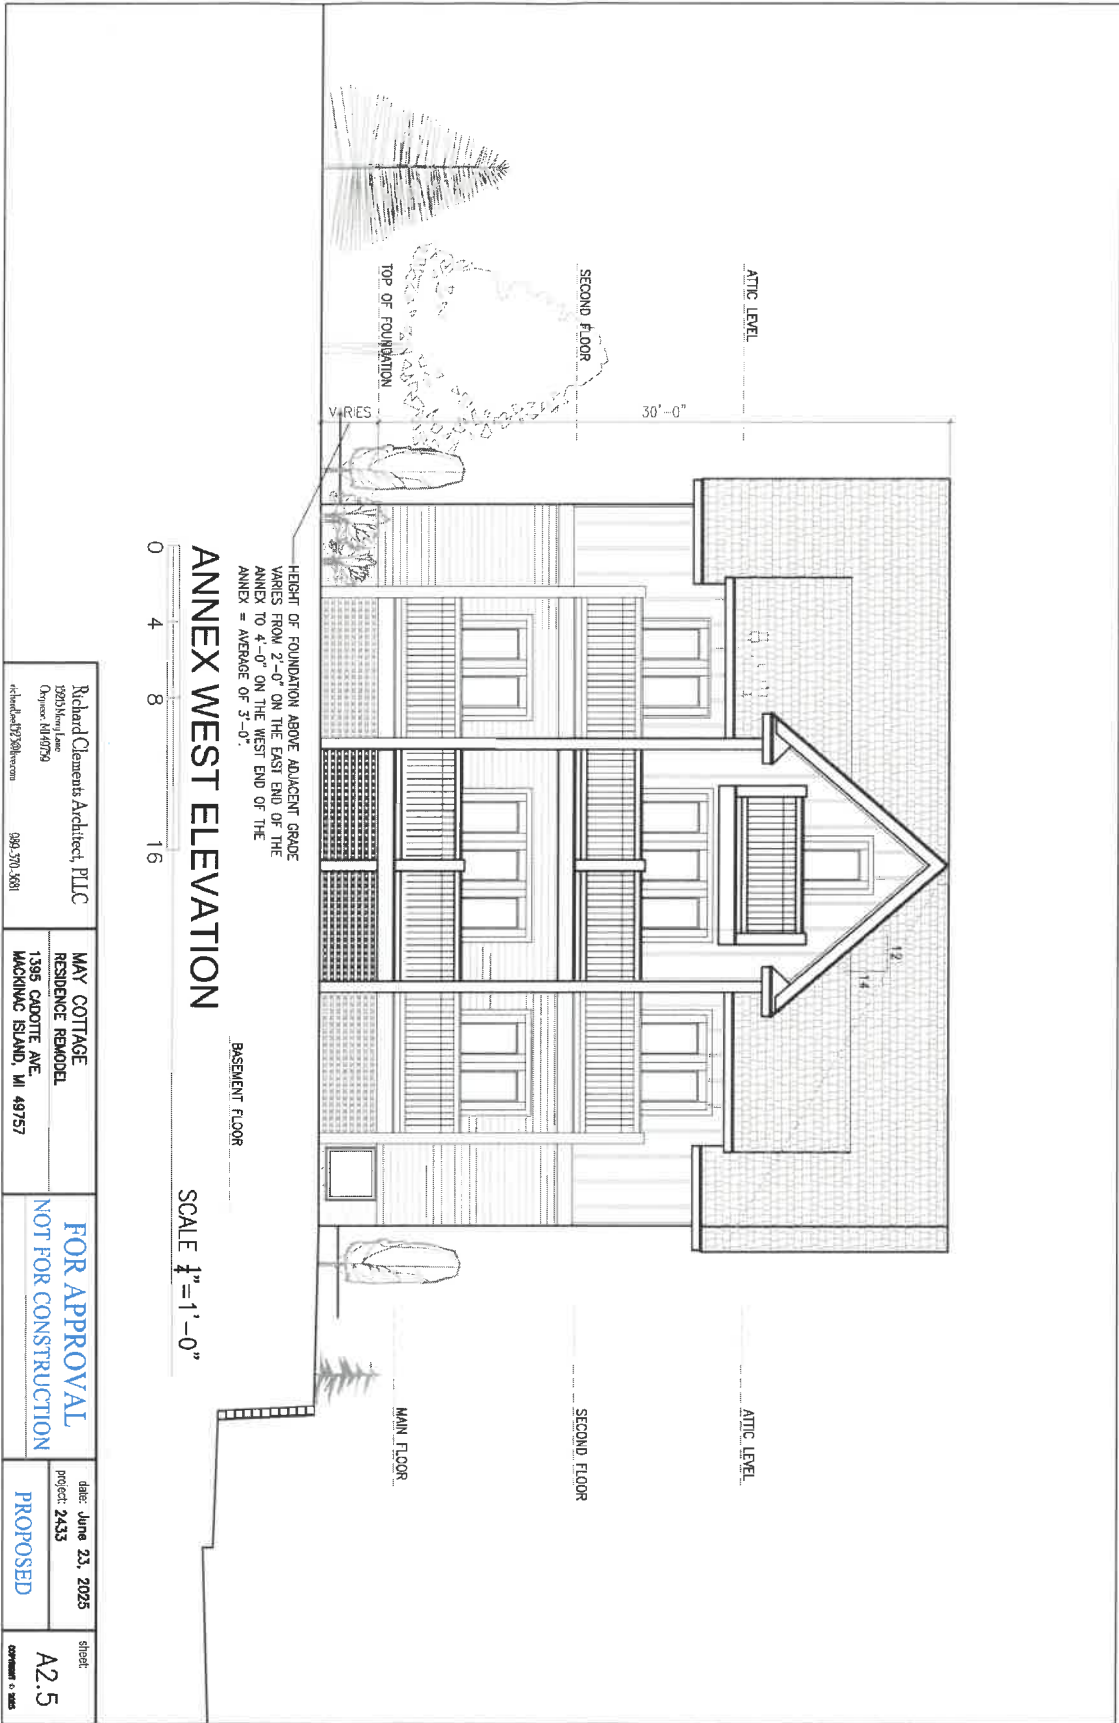 ATTIC LEVEL
SECOND FLOOR
TOP OF FOUNDATION
30'-0"
12
14
ATTIC LEVEL
SECOND FLOOR
MAIN FLOOR
BASEMENT FLOOR
HEIGHT OF FOUNDATION ABOVE ADJACENT GRADE
VARIES FROM 2'-0" ON THE EAST END OF THE
ANNEX TO 4'-0" ON THE WEST END OF THE
ANNEX = AVERAGE OF 3'-0".
ANNEX WEST ELEVATION
SCALE ¼"=1'-0"
0 4 8 16
Richard Clements Architect, PLLC
Ocqueoc, MI 49759
989-370-3681
MAY COTTAGE
RESIDENCE REMODEL
1395 CADOTTE AVE.
MACKINAC ISLAND, MI 49757
FOR APPROVAL
NOT FOR CONSTRUCTION
date: June 23, 2025
project: 2433
PROPOSED
sheet:
A2.5
COPYRIGHT © 2025